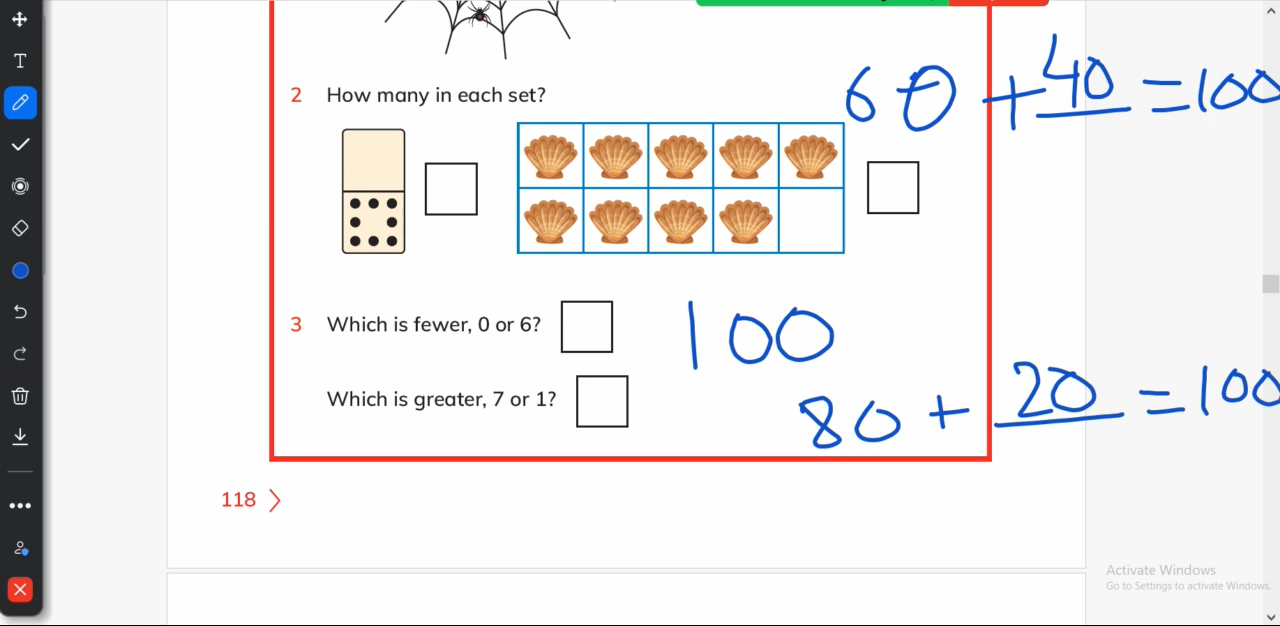 2 How many in each set?
60 + 40 = 100
3 Which is fewer, 0 or 6?
100
Which is greater, 7 or 1?
80 + 20 = 100
118
Activate Windows
Go to Settings to activate Windows.
T